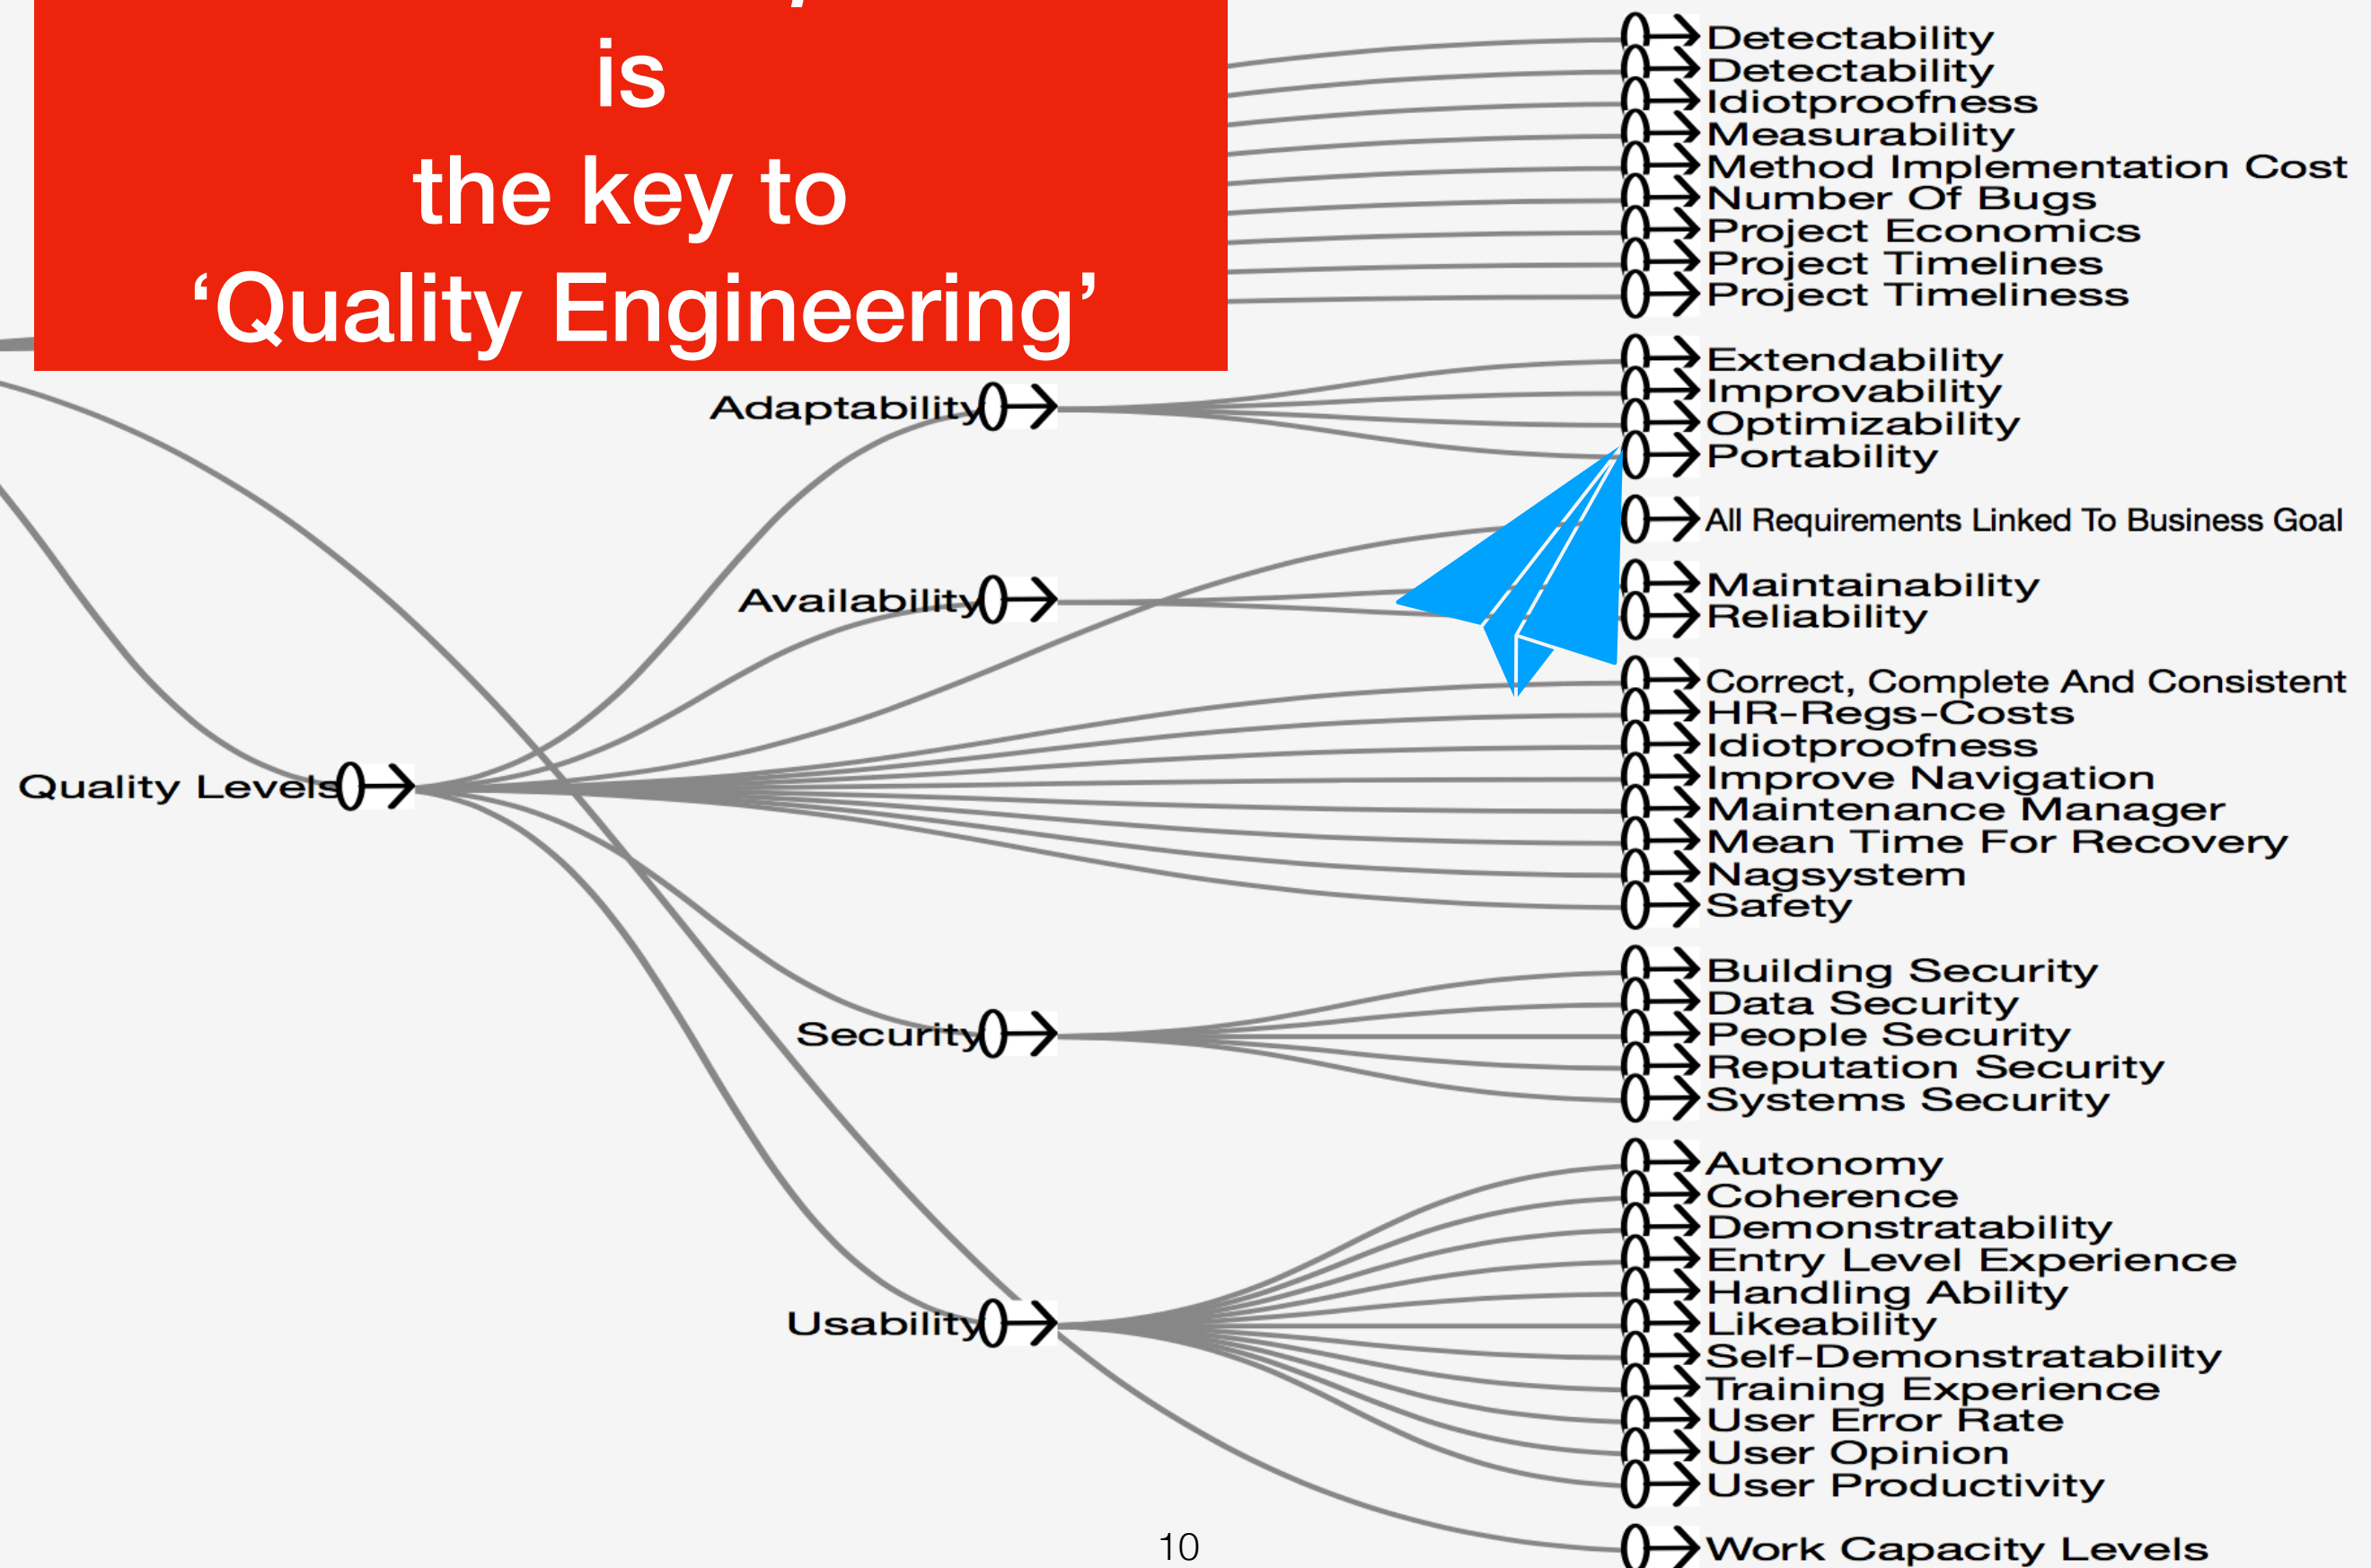 is
the key to
‘Quality Engineering’
Detectability
Detectability
Idiotproofness
Measurability
Method Implementation Cost
Number Of Bugs
Project Economics
Project Timelines
Project Timeliness
Adaptability
Extendability
Improvability
Optimizability
Portability
All Requirements Linked To Business Goal
Availability
Maintainability
Reliability
Quality Levels
Correct, Complete And Consistent
HR-Regs-Costs
Idiotproofness
Improve Navigation
Maintenance Manager
Mean Time For Recovery
Nagsystem
Safety
Security
Building Security
Data Security
People Security
Reputation Security
Systems Security
Usability
Autonomy
Coherence
Demonstratability
Entry Level Experience
Handling Ability
Likeability
Self-Demonstratability
Training Experience
User Error Rate
User Opinion
User Productivity
Work Capacity Levels
10